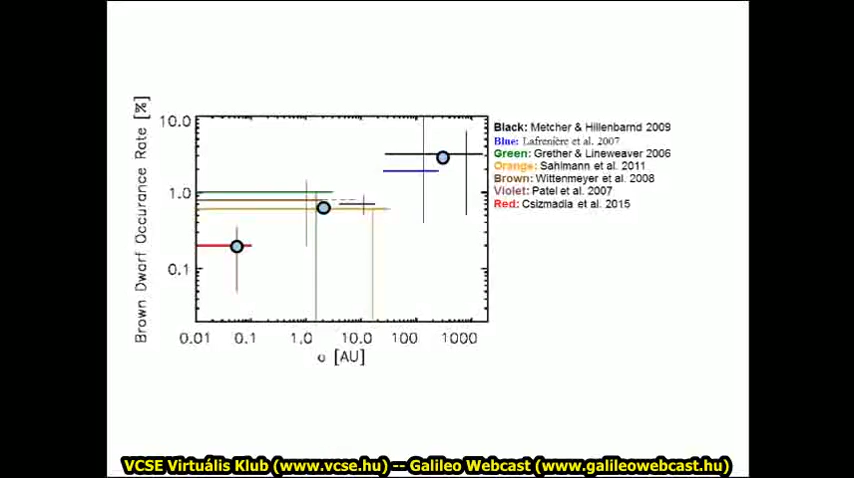 Brown Dwarf Occurance Rate [%]
10.0
1.0
0.1
0.01 0.1 1.0 10.0 100 1000
a [AU]
Black: Metcher & Hillenbarnd 2009
Blue: Lafrenière et al. 2007
Green: Grether & Lineweaver 2006
Orange: Sahlmann et al. 2011
Brown: Wittenmeyer et al. 2008
Violet: Patel et al. 2007
Red: Csizmadia et al. 2015
VCSE Virtuális Klub (www.vcse.hu) -- Galileo Webcast (www.galileowebcast.hu)